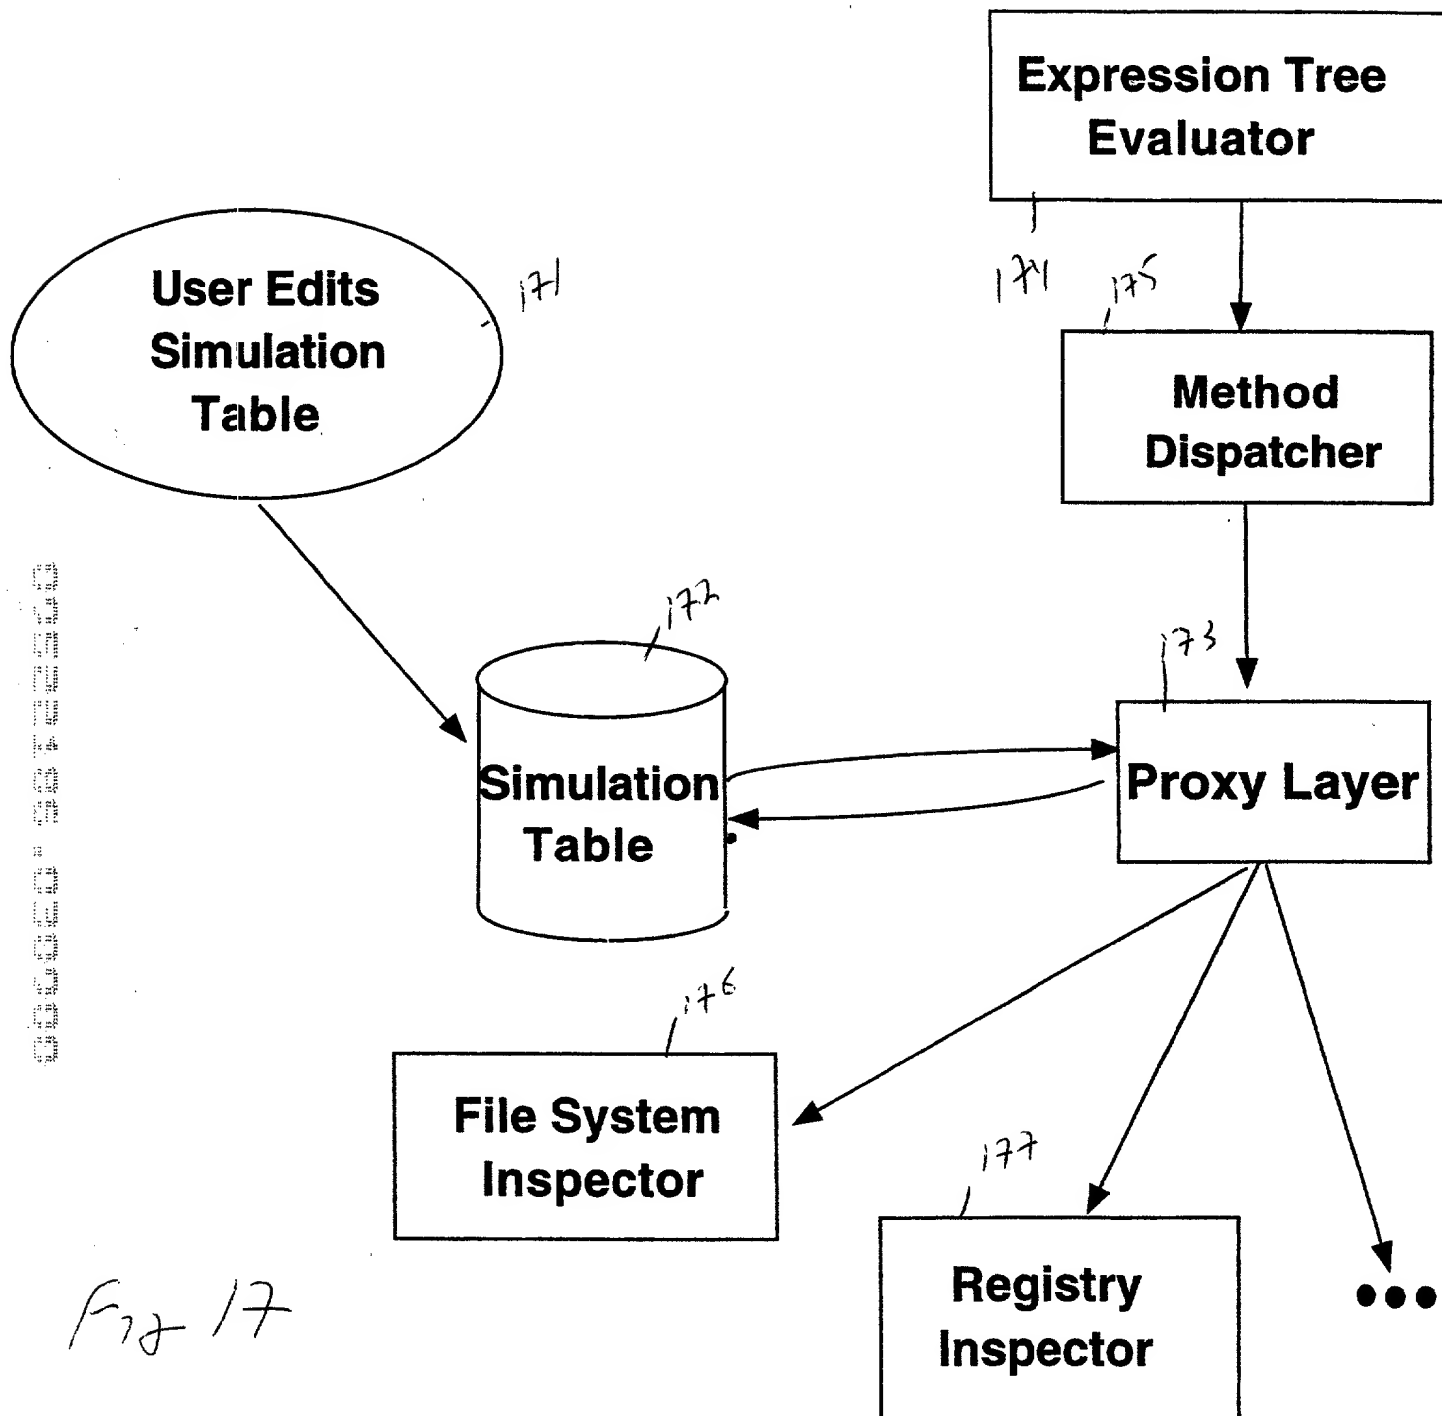 Expression Tree
Evaluator
174
175
User Edits
Simulation
Table
171
Method
Dispatcher
172
173
Simulation
Table
Proxy Layer
176
File System
Inspector
177
Registry
Inspector
•••
Fig 17